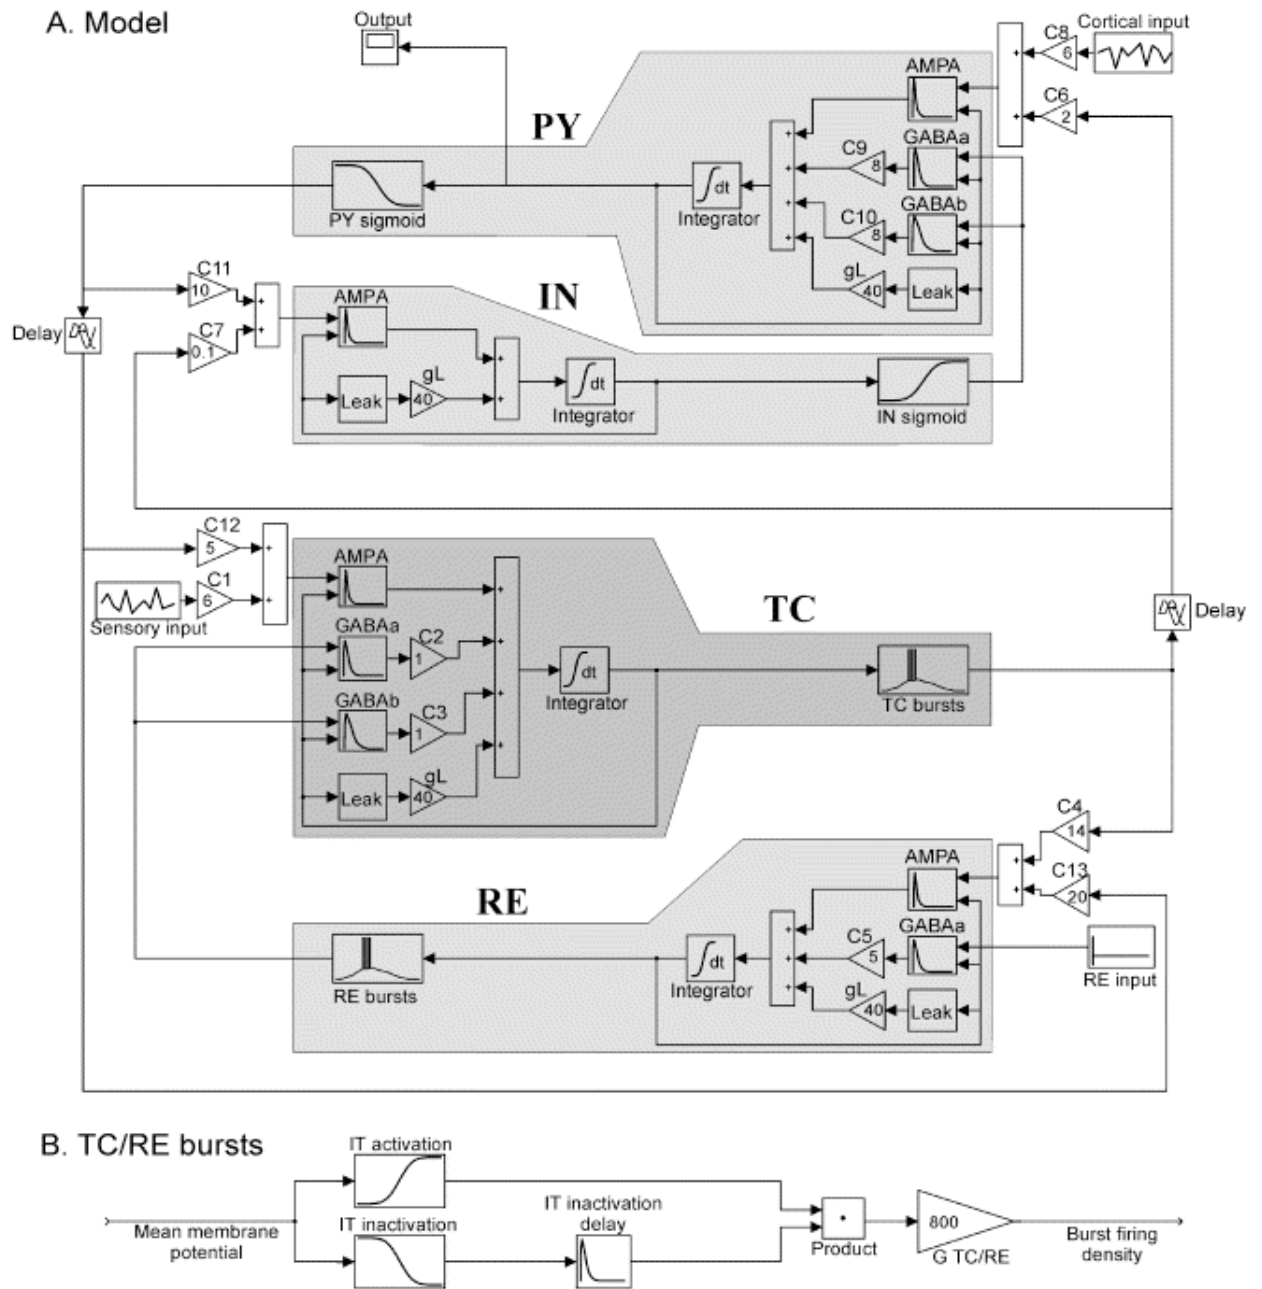 A. Model
Output
C8
Cortical input
6
AMPA
C6
2
+
+
PY
GABAa
C9
8
+
+
+
+
dt
Integrator
PY sigmoid
GABAb
C10
8
gL
40
Leak
C11
10
+
+
C7
0.1
Delay
AMPA
IN
Leak
gL
40
+
+
dt
Integrator
IN sigmoid
C12
5
+
C1
6
+
Sensory input
AMPA
GABAa
C2
1
GABAb
C3
1
Leak
gL
40
+
+
+
+
dt
Integrator
TC
TC bursts
Delay
C4
14
C13
20
+
+
AMPA
RE
GABAa
C5
5
gL
40
Leak
+
+
+
dt
Integrator
RE bursts
RE input
B. TC/RE bursts
IT activation
IT inactivation
delay
Mean membrane
potential
IT inactivation
Product
800
G TC/RE
Burst firing
density